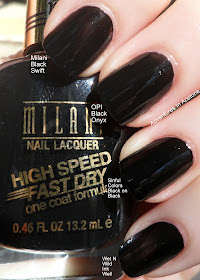 Milani
Black
Swift
OPI
Black
Onyx
MILANI
NAIL LACQUER
HIGH SPEED
FAST DRY
one coat formula
0.45 FL OZ 13.2 mL e
Sinful
Colors
Black on
Black
Wet N
Wild
Ink
Well